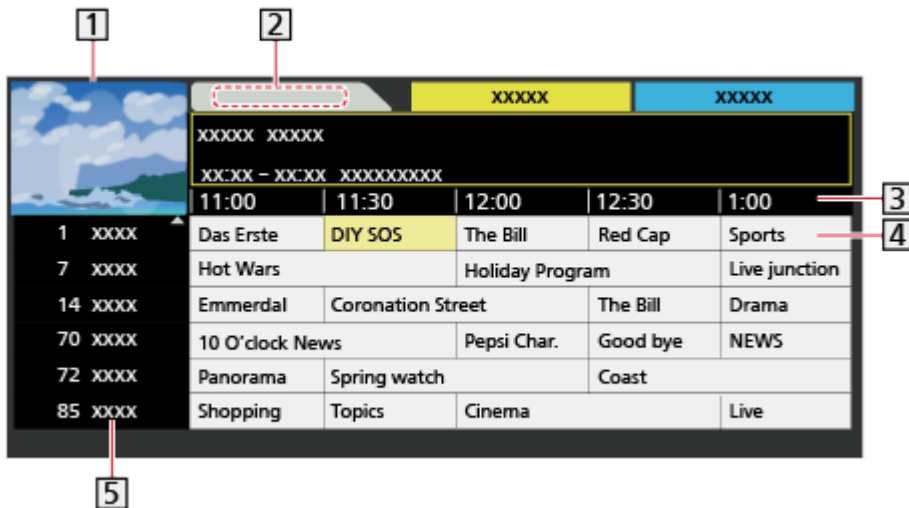 1 2
XXXXX XXXXX
XXXXX XXXXX
XX:XX – XX:XX XXXXXXXXX
11:00 11:30 12:00 12:30 1:00 3
1 XXXX Das Erste DIY SOS The Bill Red Cap Sports 4
7 XXXX Hot Wars Holiday Program Live junction
14 XXXX Emmerdal Coronation Street The Bill Drama
70 XXXX 10 O'clock News Pepsi Char. Good bye NEWS
72 XXXX Panorama Spring watch Coast
85 XXXX Shopping Topics Cinema Live
5